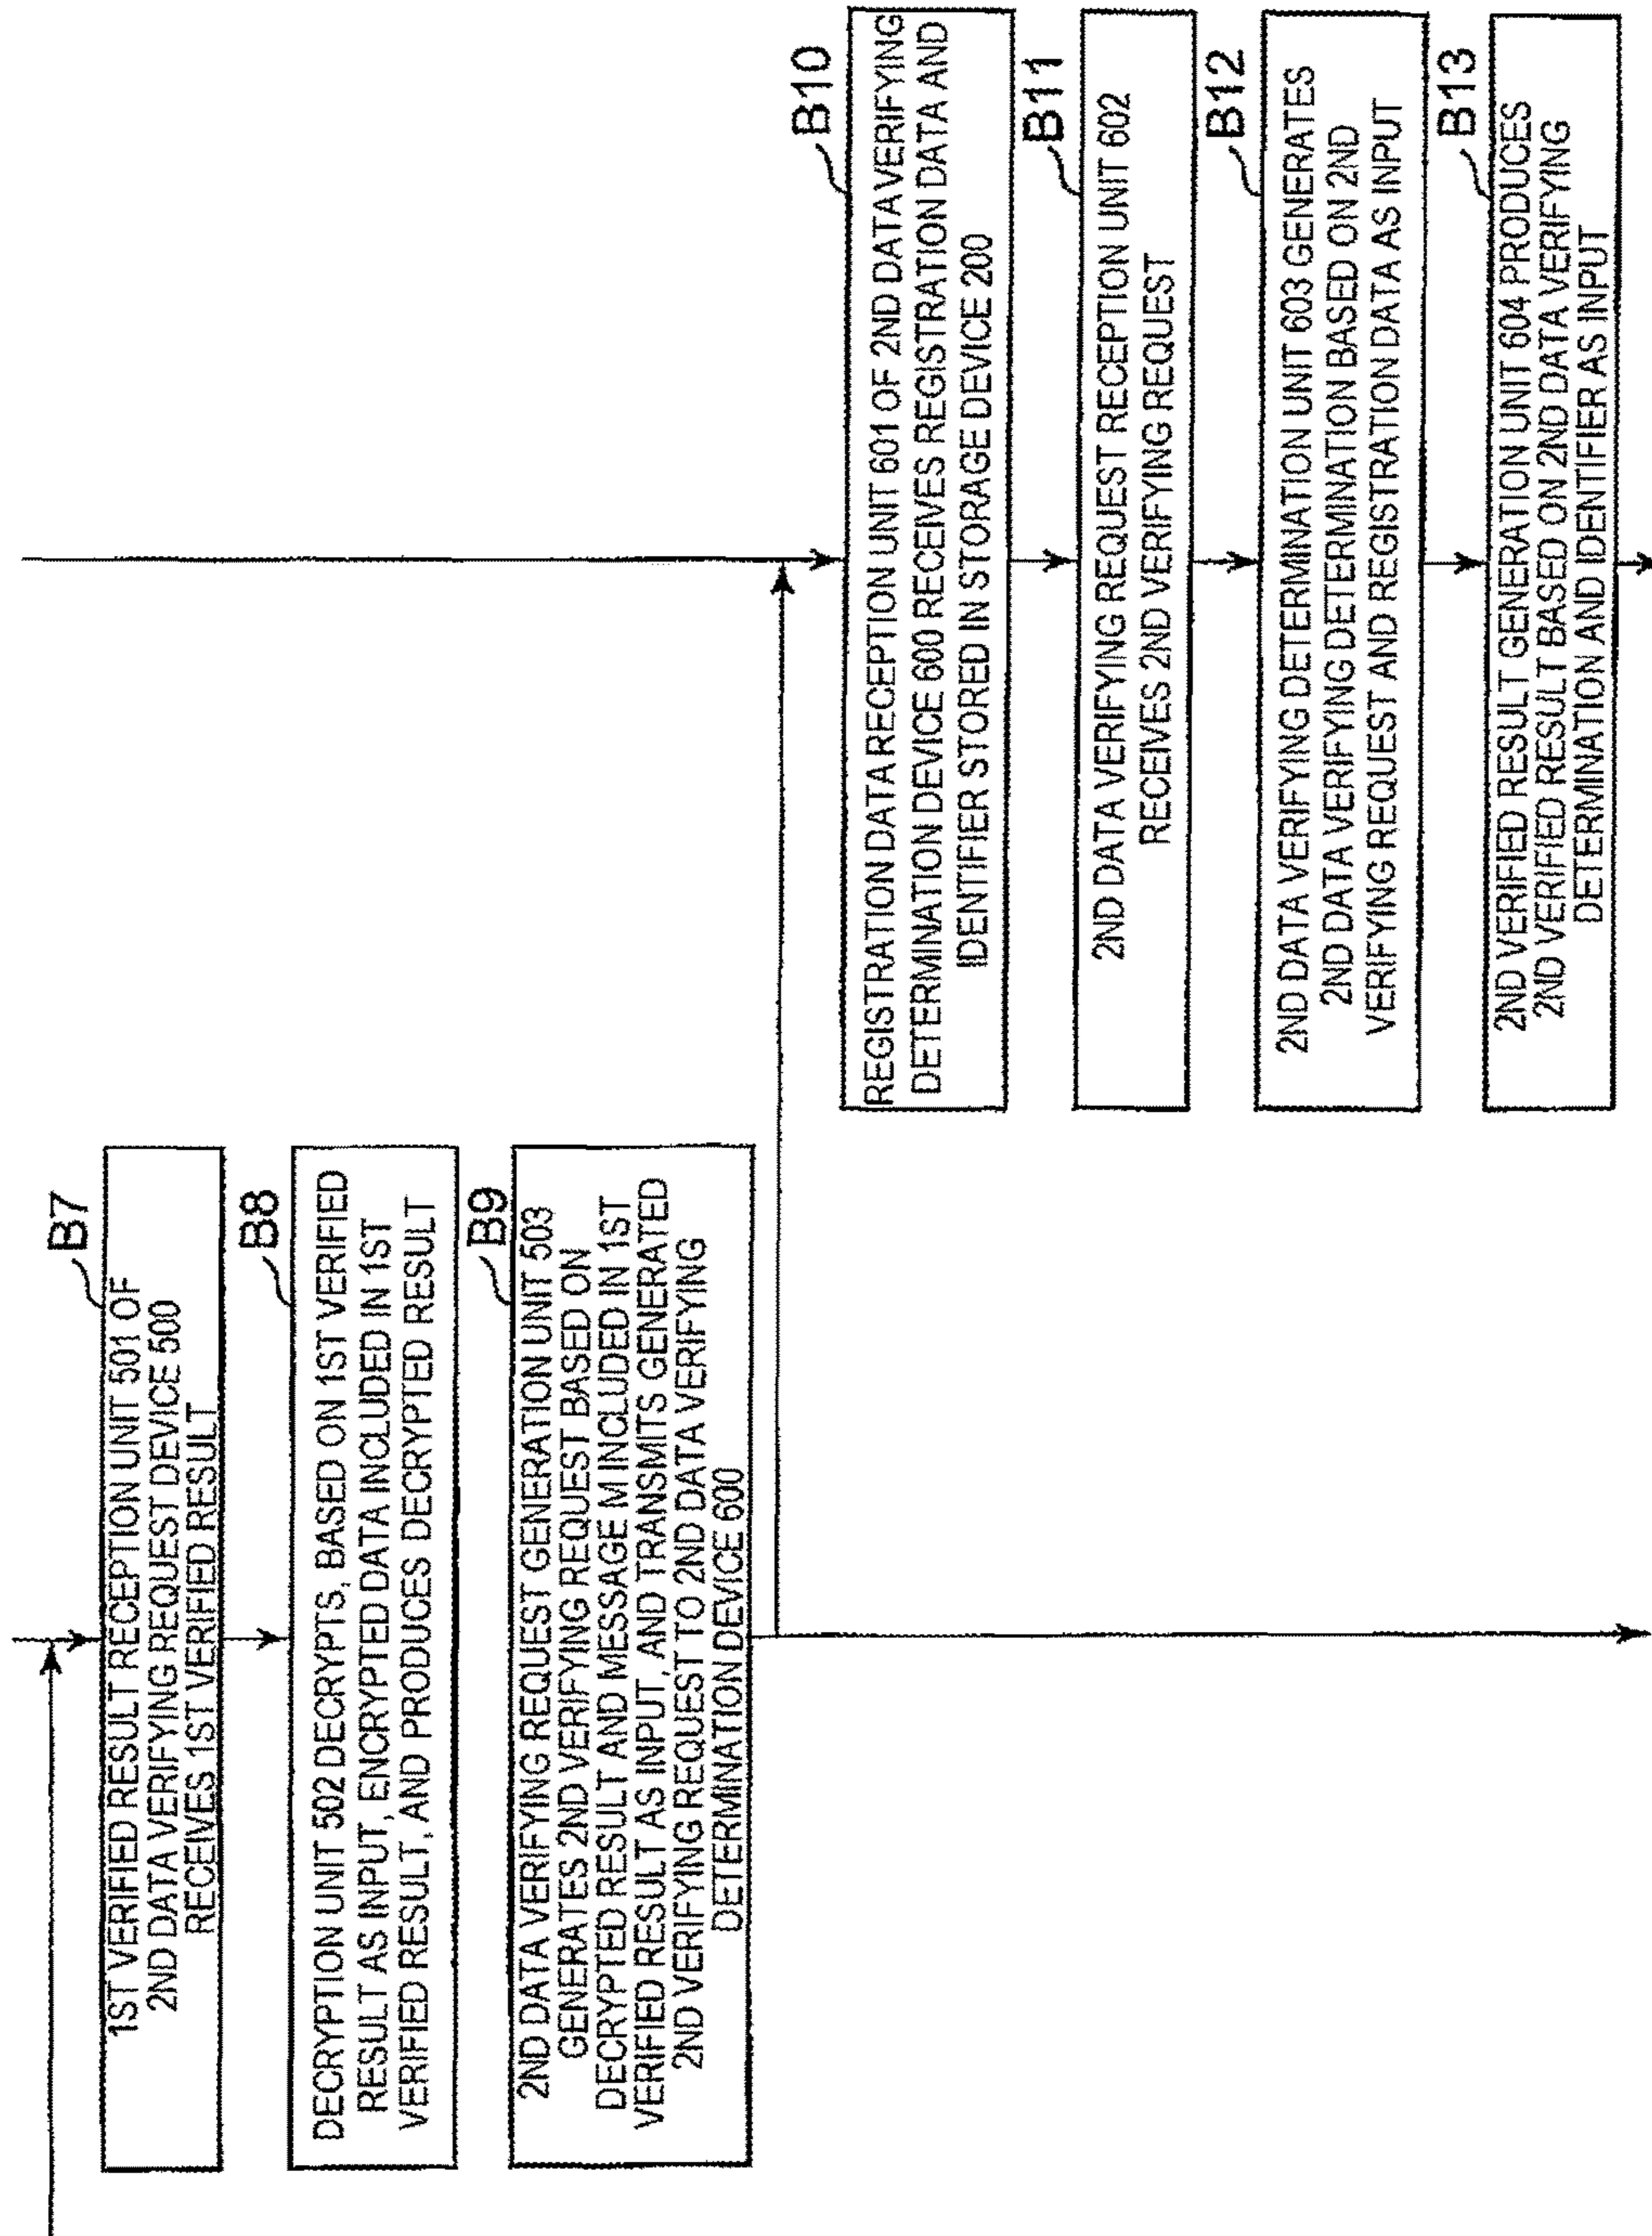 B7
1ST VERIFIED RESULT RECEPTION UNIT 501 OF
2ND DATA VERIFYING REQUEST DEVICE 500
RECEIVES 1ST VERIFIED RESULT
B8
DECRYPTION UNIT 502 DECRYPTS, BASED ON 1ST VERIFIED
RESULT AS INPUT, ENCRYPTED DATA INCLUDED IN 1ST
VERIFIED RESULT, AND PRODUCES DECRYPTED RESULT
B9
2ND DATA VERIFYING REQUEST GENERATION UNIT 503
GENERATES 2ND VERIFYING REQUEST BASED ON
DECRYPTED RESULT AND MESSAGE M INCLUDED IN 1ST
VERIFIED RESULT AS INPUT, AND TRANSMITS GENERATED
2ND VERIFYING REQUEST TO 2ND DATA VERIFYING
DETERMINATION DEVICE 600
B10
REGISTRATION DATA RECEPTION UNIT 601 OF 2ND DATA VERIFYING
DETERMINATION DEVICE 600 RECEIVES REGISTRATION DATA AND
IDENTIFIER STORED IN STORAGE DEVICE 200
B11
2ND DATA VERIFYING REQUEST RECEPTION UNIT 602
RECEIVES 2ND VERIFYING REQUEST
B12
2ND DATA VERIFYING DETERMINATION UNIT 603 GENERATES
2ND DATA VERIFYING DETERMINATION BASED ON 2ND
VERIFYING REQUEST AND REGISTRATION DATA AS INPUT
B13
2ND VERIFIED RESULT GENERATION UNIT 604 PRODUCES
2ND VERIFIED RESULT BASED ON 2ND DATA VERIFYING
DETERMINATION AND IDENTIFIER AS INPUT